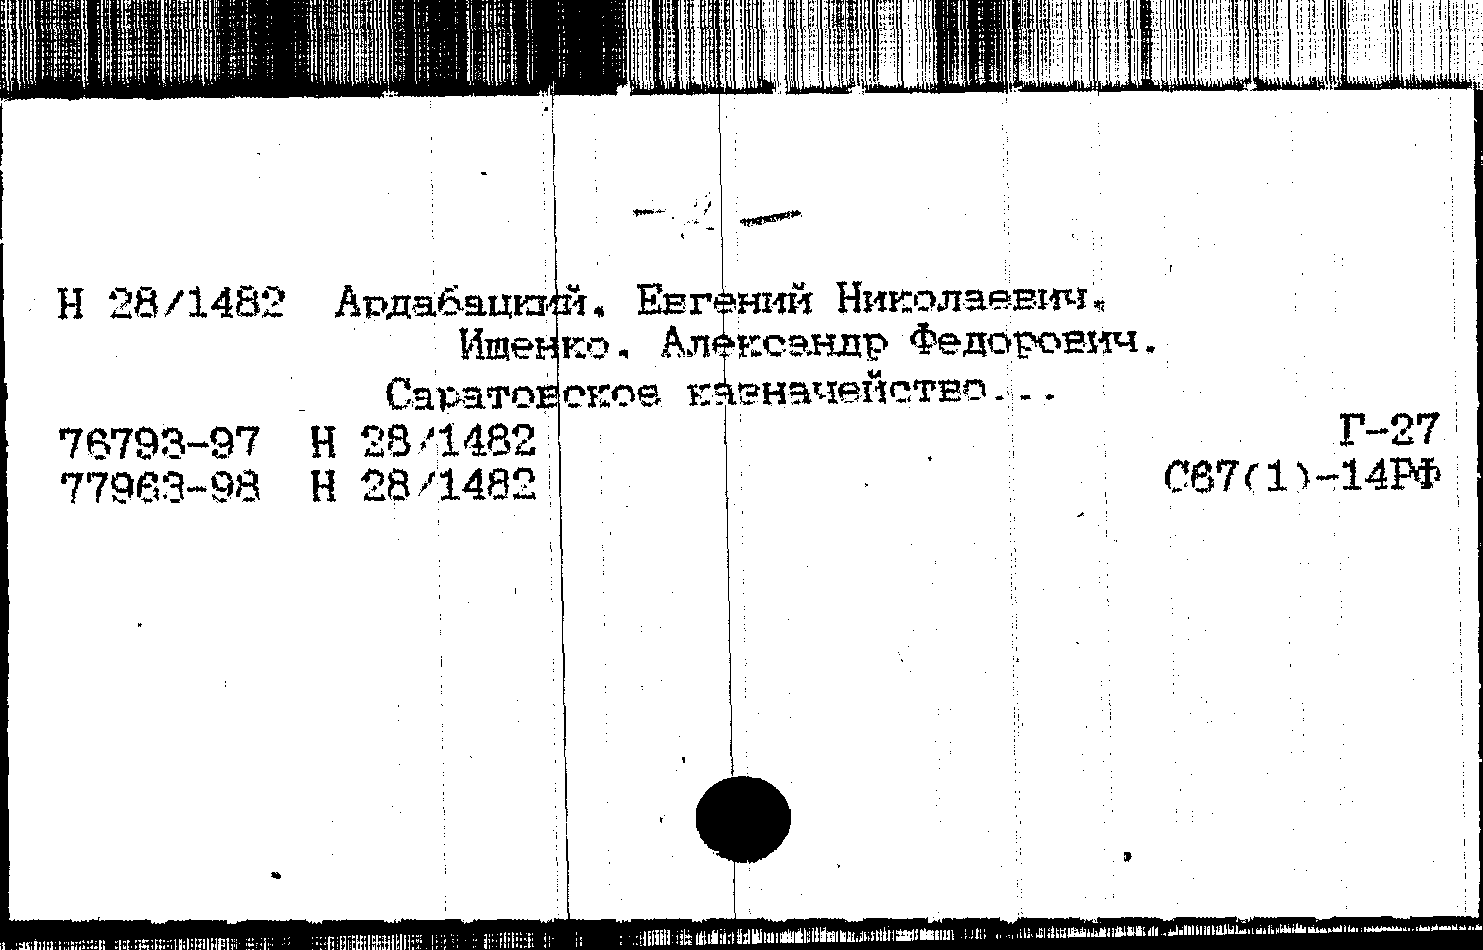 - 2 -
Н 28/1482 Ардабацкий, Евгений Николаевич.
Ищенко, Александр Федорович.
Саратовское казначейство...
76793-97 Н 28/1482 Г-27
77963-98 Н 28/1482 С67(1)-14РФ